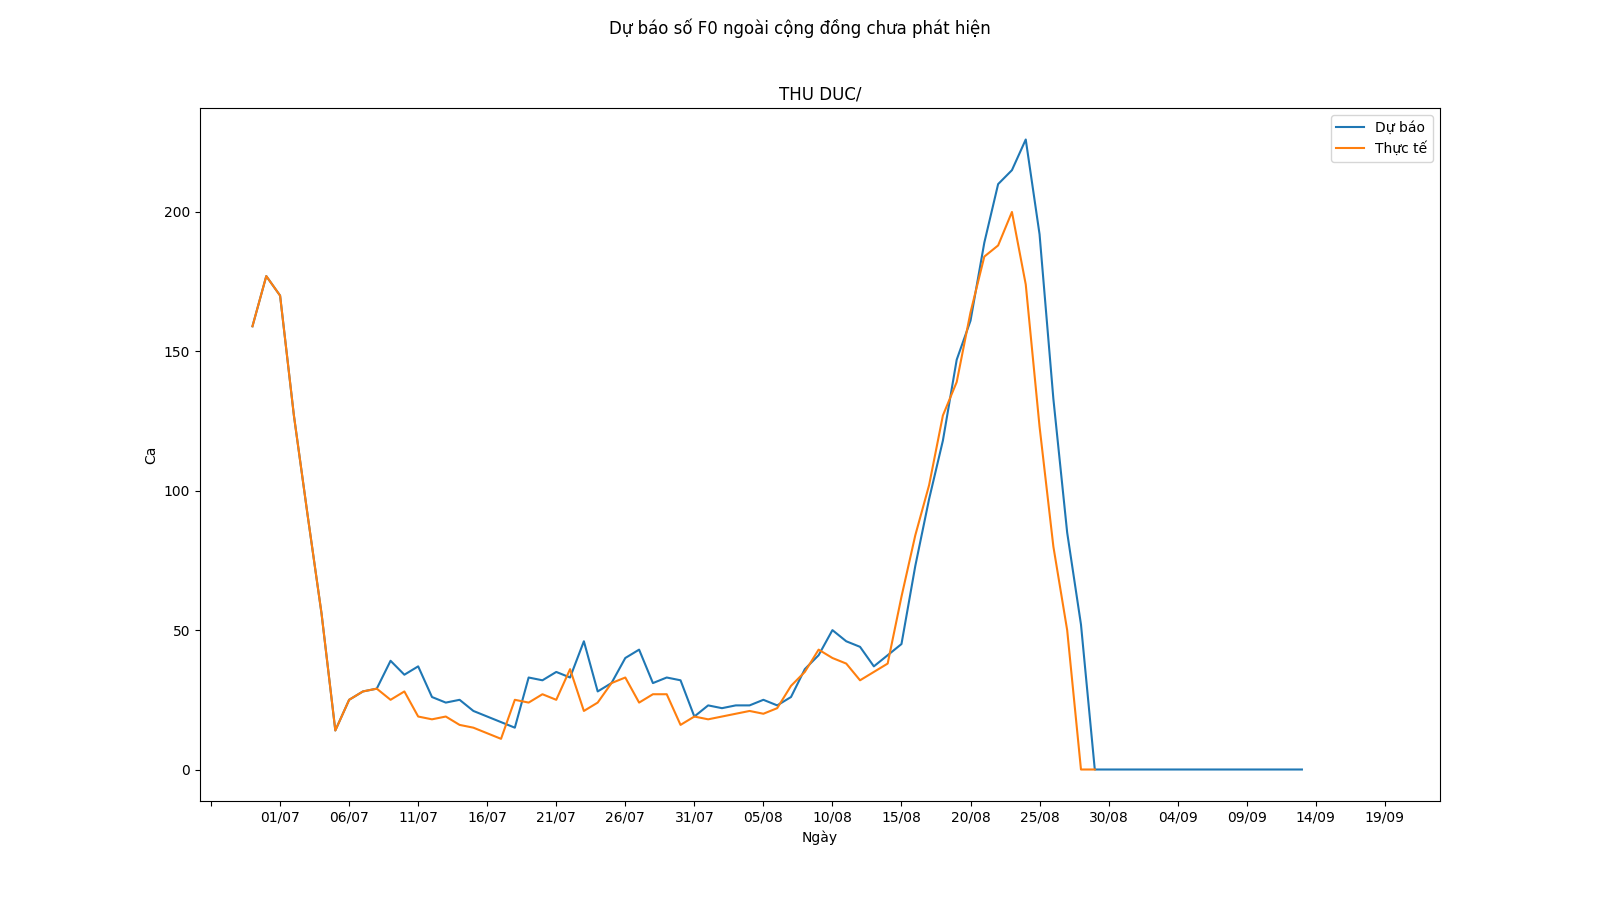 Dự báo số F0 ngoài cộng đồng chưa phát hiện
THU DUC/
Dự báo
Thực tế
200
150
100
50
0
Ca
01/07 06/07 11/07 16/07 21/07 26/07 31/07 05/08 10/08 15/08 20/08 25/08 30/08 04/09 09/09 14/09 19/09
Ngày